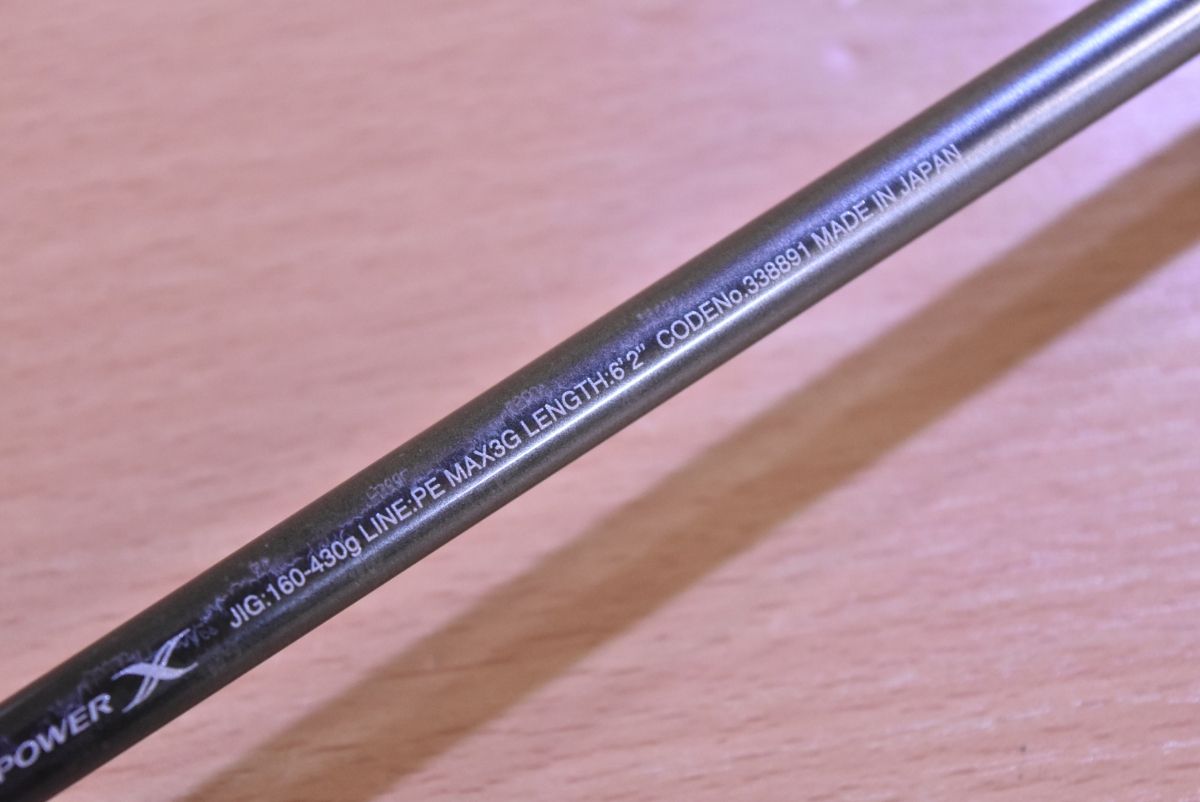 POWER X JIG:160-430g LINE:PE MAX3G LENGTH:6'2" CODENo.338891 MADE IN JAPAN